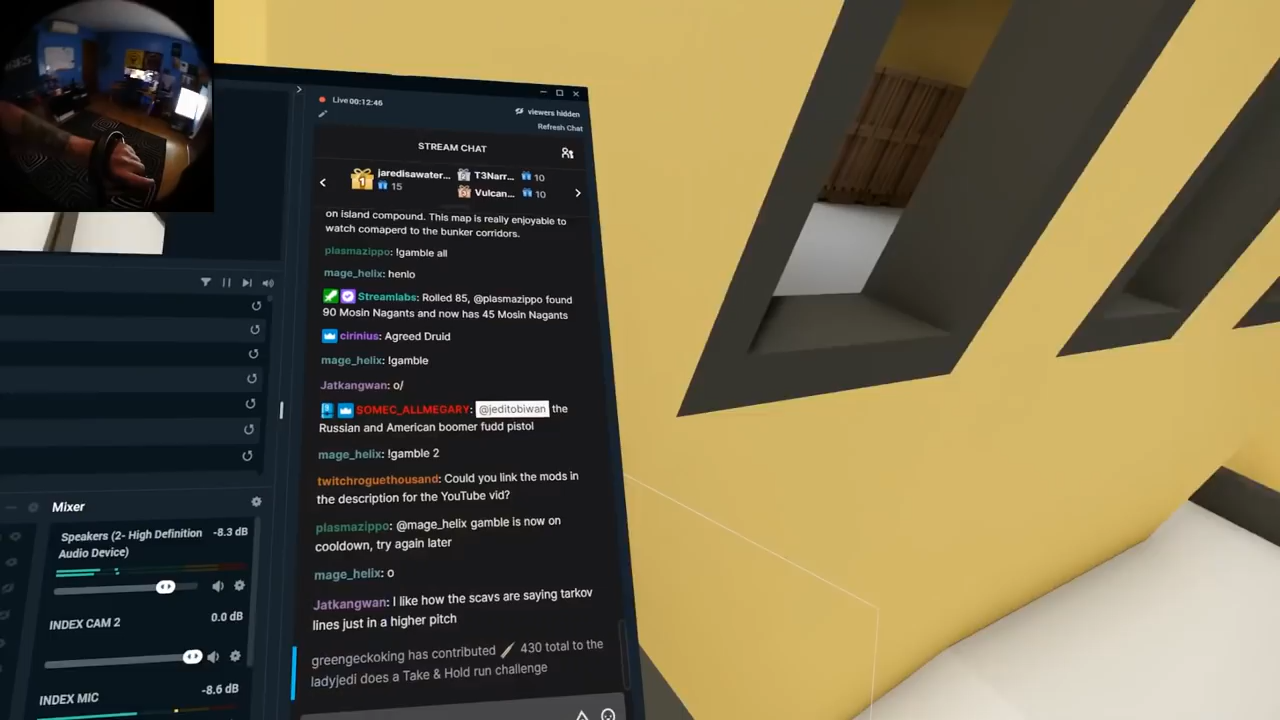 Live 00:12:46
viewers hidden
Refresh Chat
STREAM CHAT
jaredisawater...
15
T3Narr...
10
Vulcan...
10
on island compound. This map is really enjoyable to
watch comaperd to the bunker corridors.
plasmazippo: !gamble all
mage_helix: henlo
Streamlabs: Rolled 85, @plasmazippo found
90 Mosin Nagants and now has 45 Mosin Nagants
cirinius: Agreed Druid
mage_helix: !gamble
Jatkangwan: o/
SOMEC_ALLMEGARY: @jeditobiwan the
Russian and American boomer fudd pistol
mage_helix: !gamble 2
twitchroguethousand: Could you link the mods in
the description for the YouTube vid?
plasmazippo: @mage_helix gamble is now on
cooldown, try again later
mage_helix: o
Jatkangwan: I like how the scavs are saying tarkov
lines just in a higher pitch
greengeckoking has contributed 430 total to the
ladyjedi does a Take & Hold run challenge
Mixer
Speakers (2- High Definition
Audio Device)
-8.3 dB
INDEX CAM 2
0.0 dB
INDEX MIC
-8.6 dB